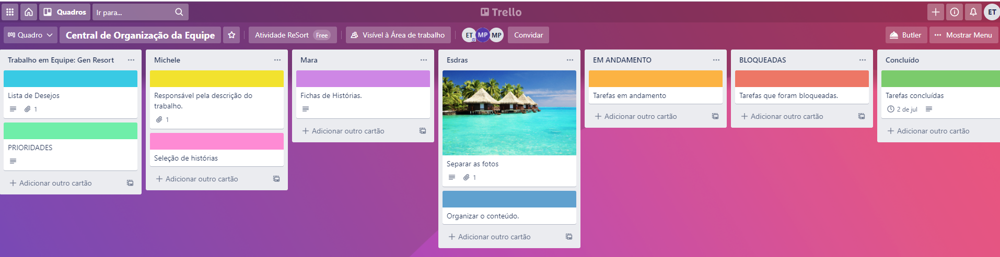 Quadros
Ir para...
Trello
ET
Quadro
Central de Organização da Equipe
Atividade ReSort Free
Visível à Área de trabalho
ET MP MP
Convidar
Butler
Mostrar Menu
Trabalho em Equipe: Gen Resort
Lista de Desejos
1
PRIORIDADES
Adicionar outro cartão
Michele
Responsável pela descrição do
trabalho.
1
Seleção de histórias
Adicionar outro cartão
Mara
Fichas de Histórias.
Adicionar outro cartão
Esdras
Separar as fotos
1
Organizar o conteúdo.
Adicionar outro cartão
EM ANDAMENTO
Tarefas em andamento
Adicionar outro cartão
BLOQUEADAS
Tarefas que foram bloqueadas.
Adicionar outro cartão
Concluído
Tarefas concluídas
2 de jul
Adicionar outro cartão